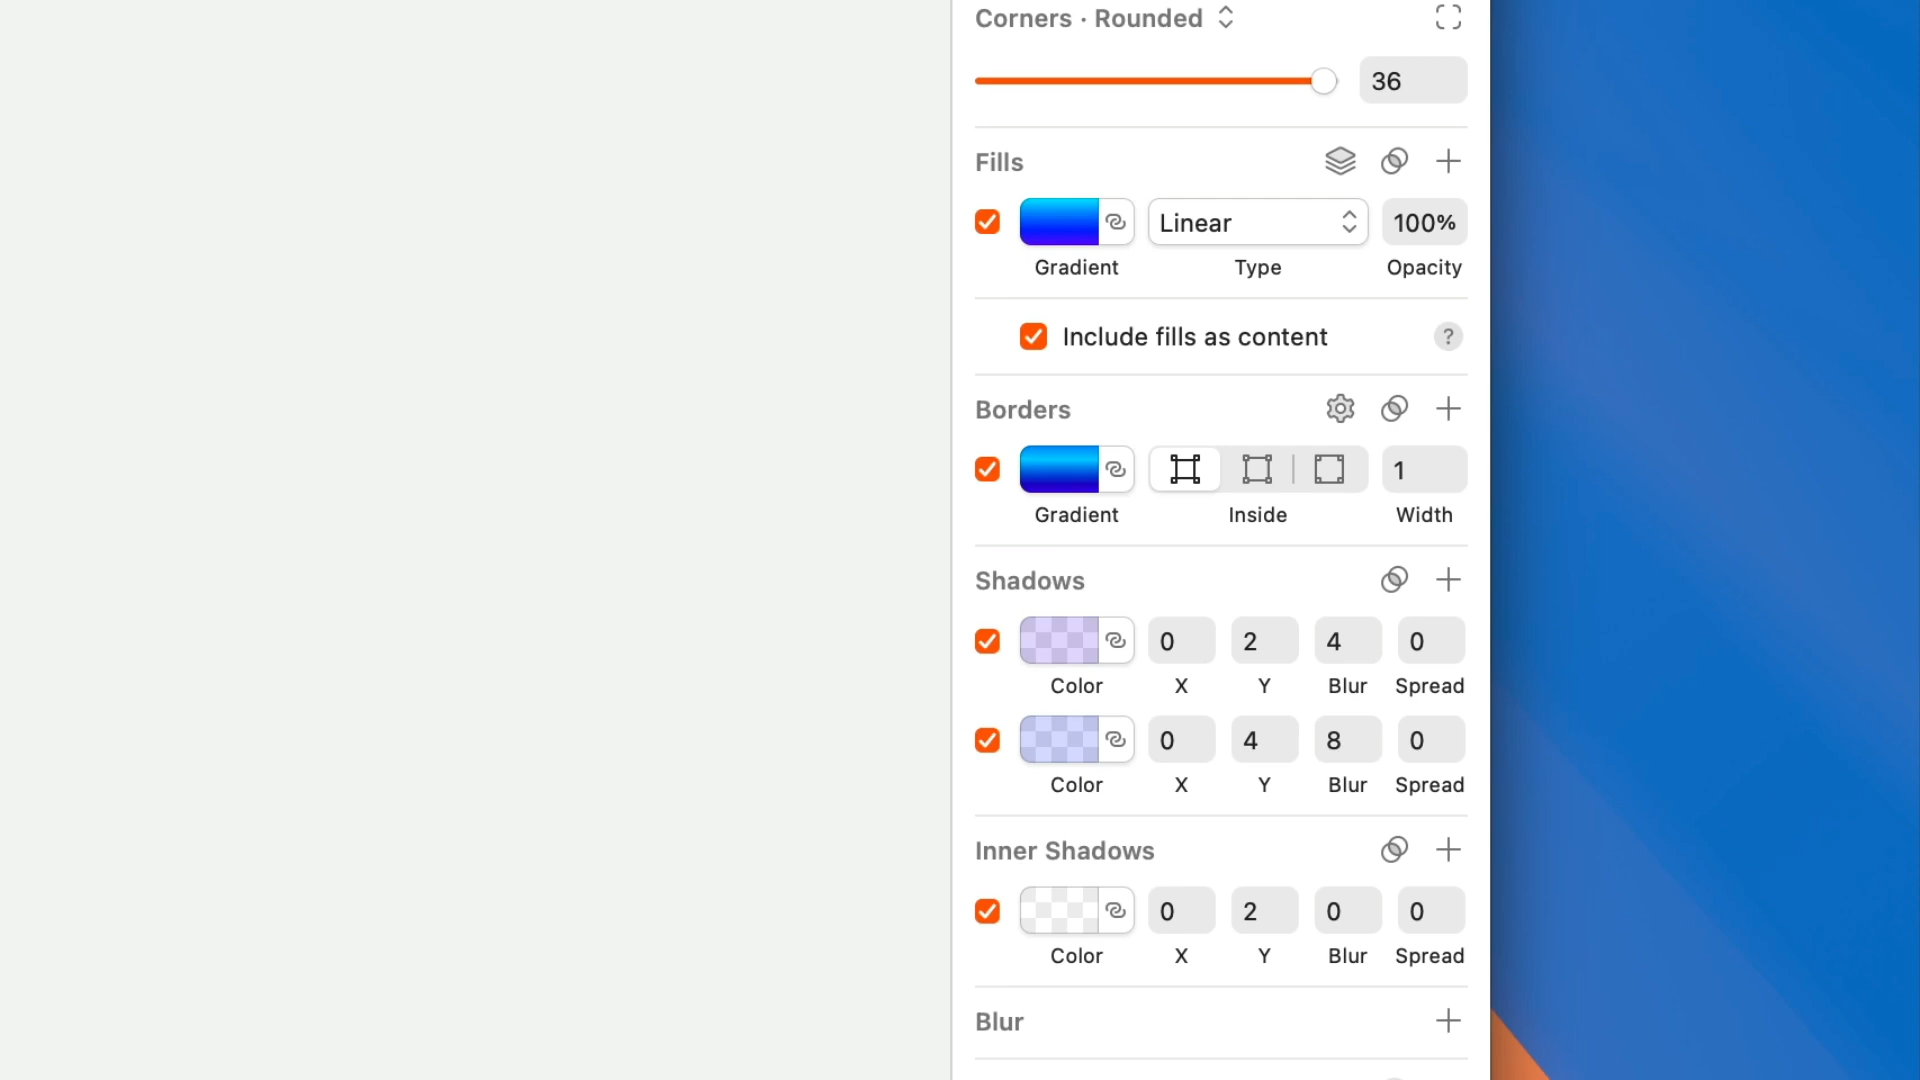 Corners · Rounded
36
Fills
Linear 100%
Gradient Type Opacity
Include fills as content ?
Borders
1
Gradient Inside Width
Shadows
0 2 4 0
Color X Y Blur Spread
0 4 8 0
Color X Y Blur Spread
Inner Shadows
0 2 0 0
Color X Y Blur Spread
Blur